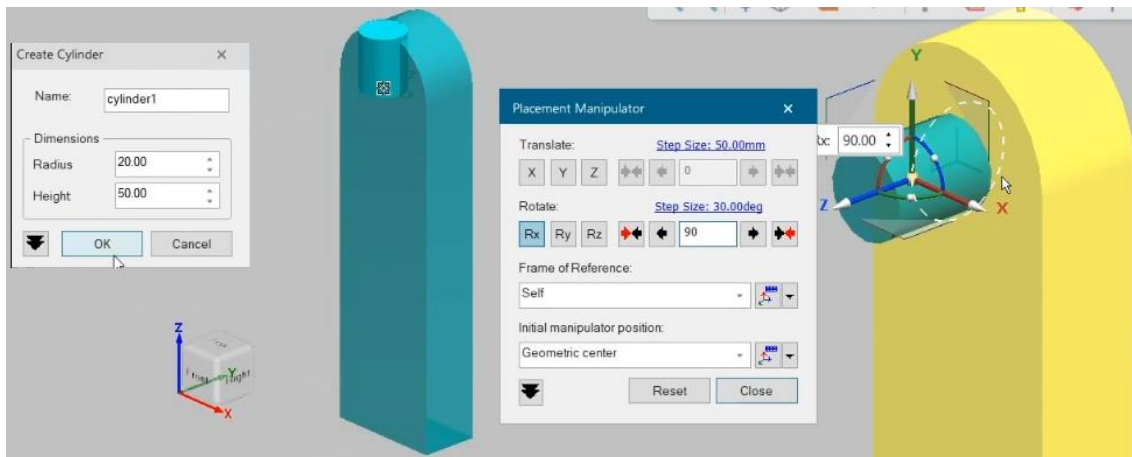 Create Cylinder
Name: cylinder1
Dimensions
Radius 20.00
Height 50.00
OK Cancel
Z
Front Right
Y
X
Placement Manipulator
Translate: Step Size: 50.00mm
X Y Z 0
Rotate: Step Size: 30.00deg
Rx Ry Rz 90
Frame of Reference:
Self
Initial manipulator position:
Geometric center
Reset Close
Y
90.00
Z
X